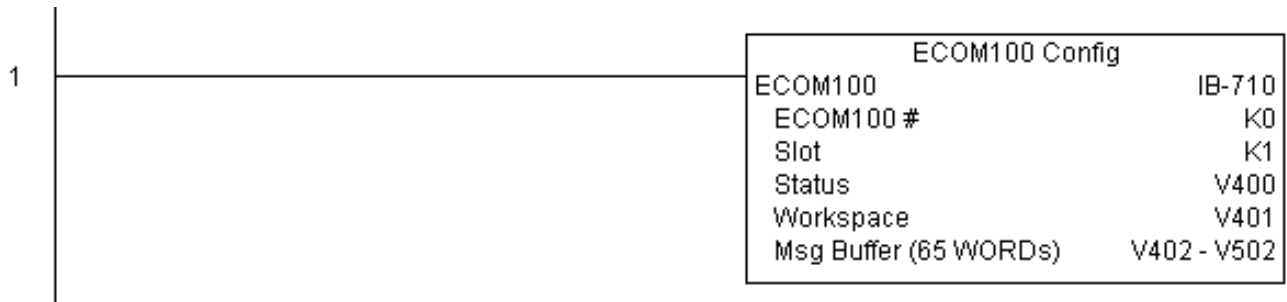 1
ECOM100 Config
ECOM100 IB-710
ECOM100 # K0
Slot K1
Status V400
Workspace V401
Msg Buffer (65 WORDs) V402 - V502